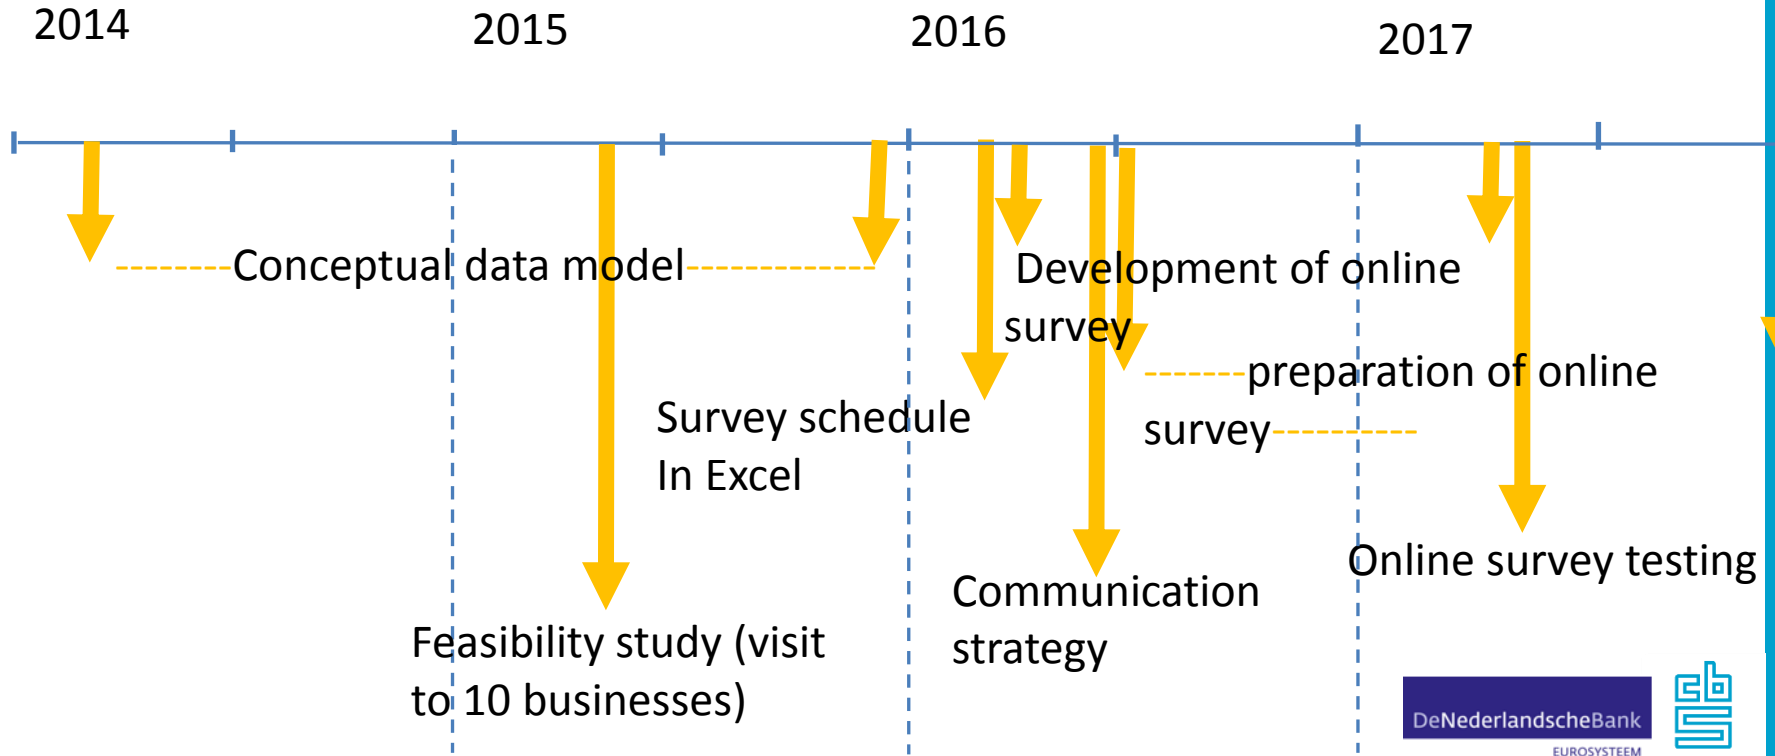 2014
2015
2016
2017
Conceptual data model
Development of online
survey
preparation of online
survey
Survey schedule
In Excel
Online survey testing
Communication
strategy
Feasibility study (visit
to 10 businesses)
DeNederlandscheBank
EUROSYSTEEM
cbs